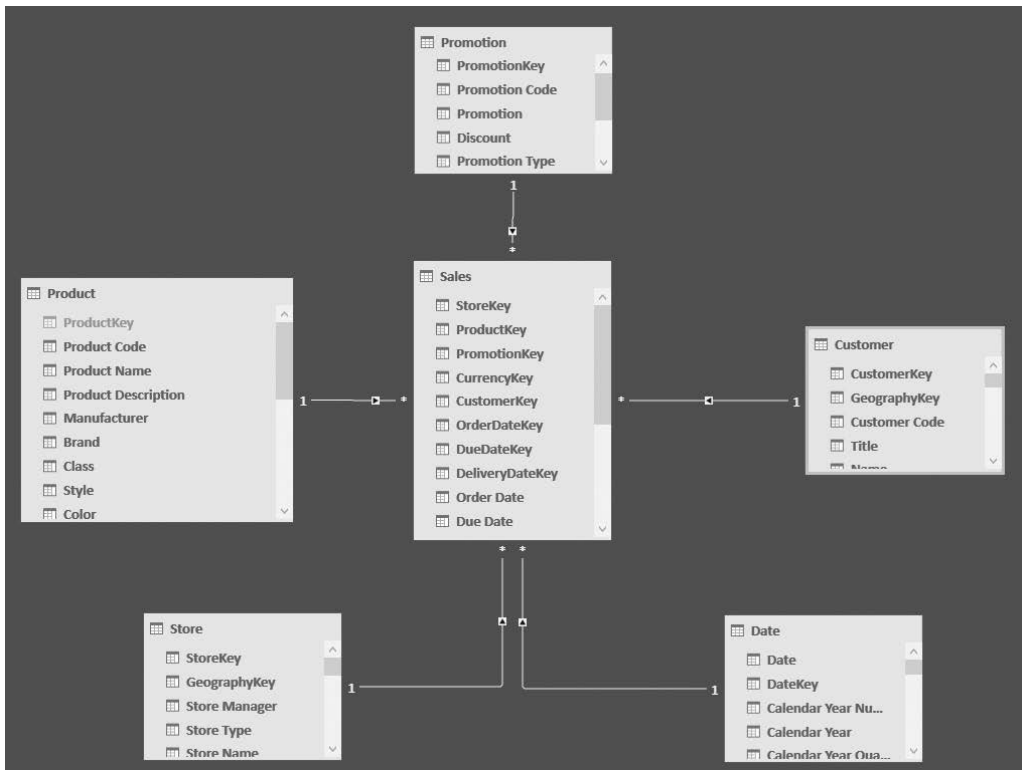 Promotion
PromotionKey
Promotion Code
Promotion
Discount
Promotion Type
1
*
Product
ProductKey
Product Code
Product Name
Product Description
Manufacturer
Brand
Class
Style
Color
1
*
Sales
StoreKey
ProductKey
PromotionKey
CurrencyKey
CustomerKey
OrderDateKey
DueDateKey
DeliveryDateKey
Order Date
Due Date
*
1
Customer
CustomerKey
GeographyKey
Customer Code
Title
Name
* *
Store
StoreKey
GeographyKey
Store Manager
Store Type
Store Name
1
1
Date
Date
DateKey
Calendar Year Nu...
Calendar Year
Calendar Year Qua...